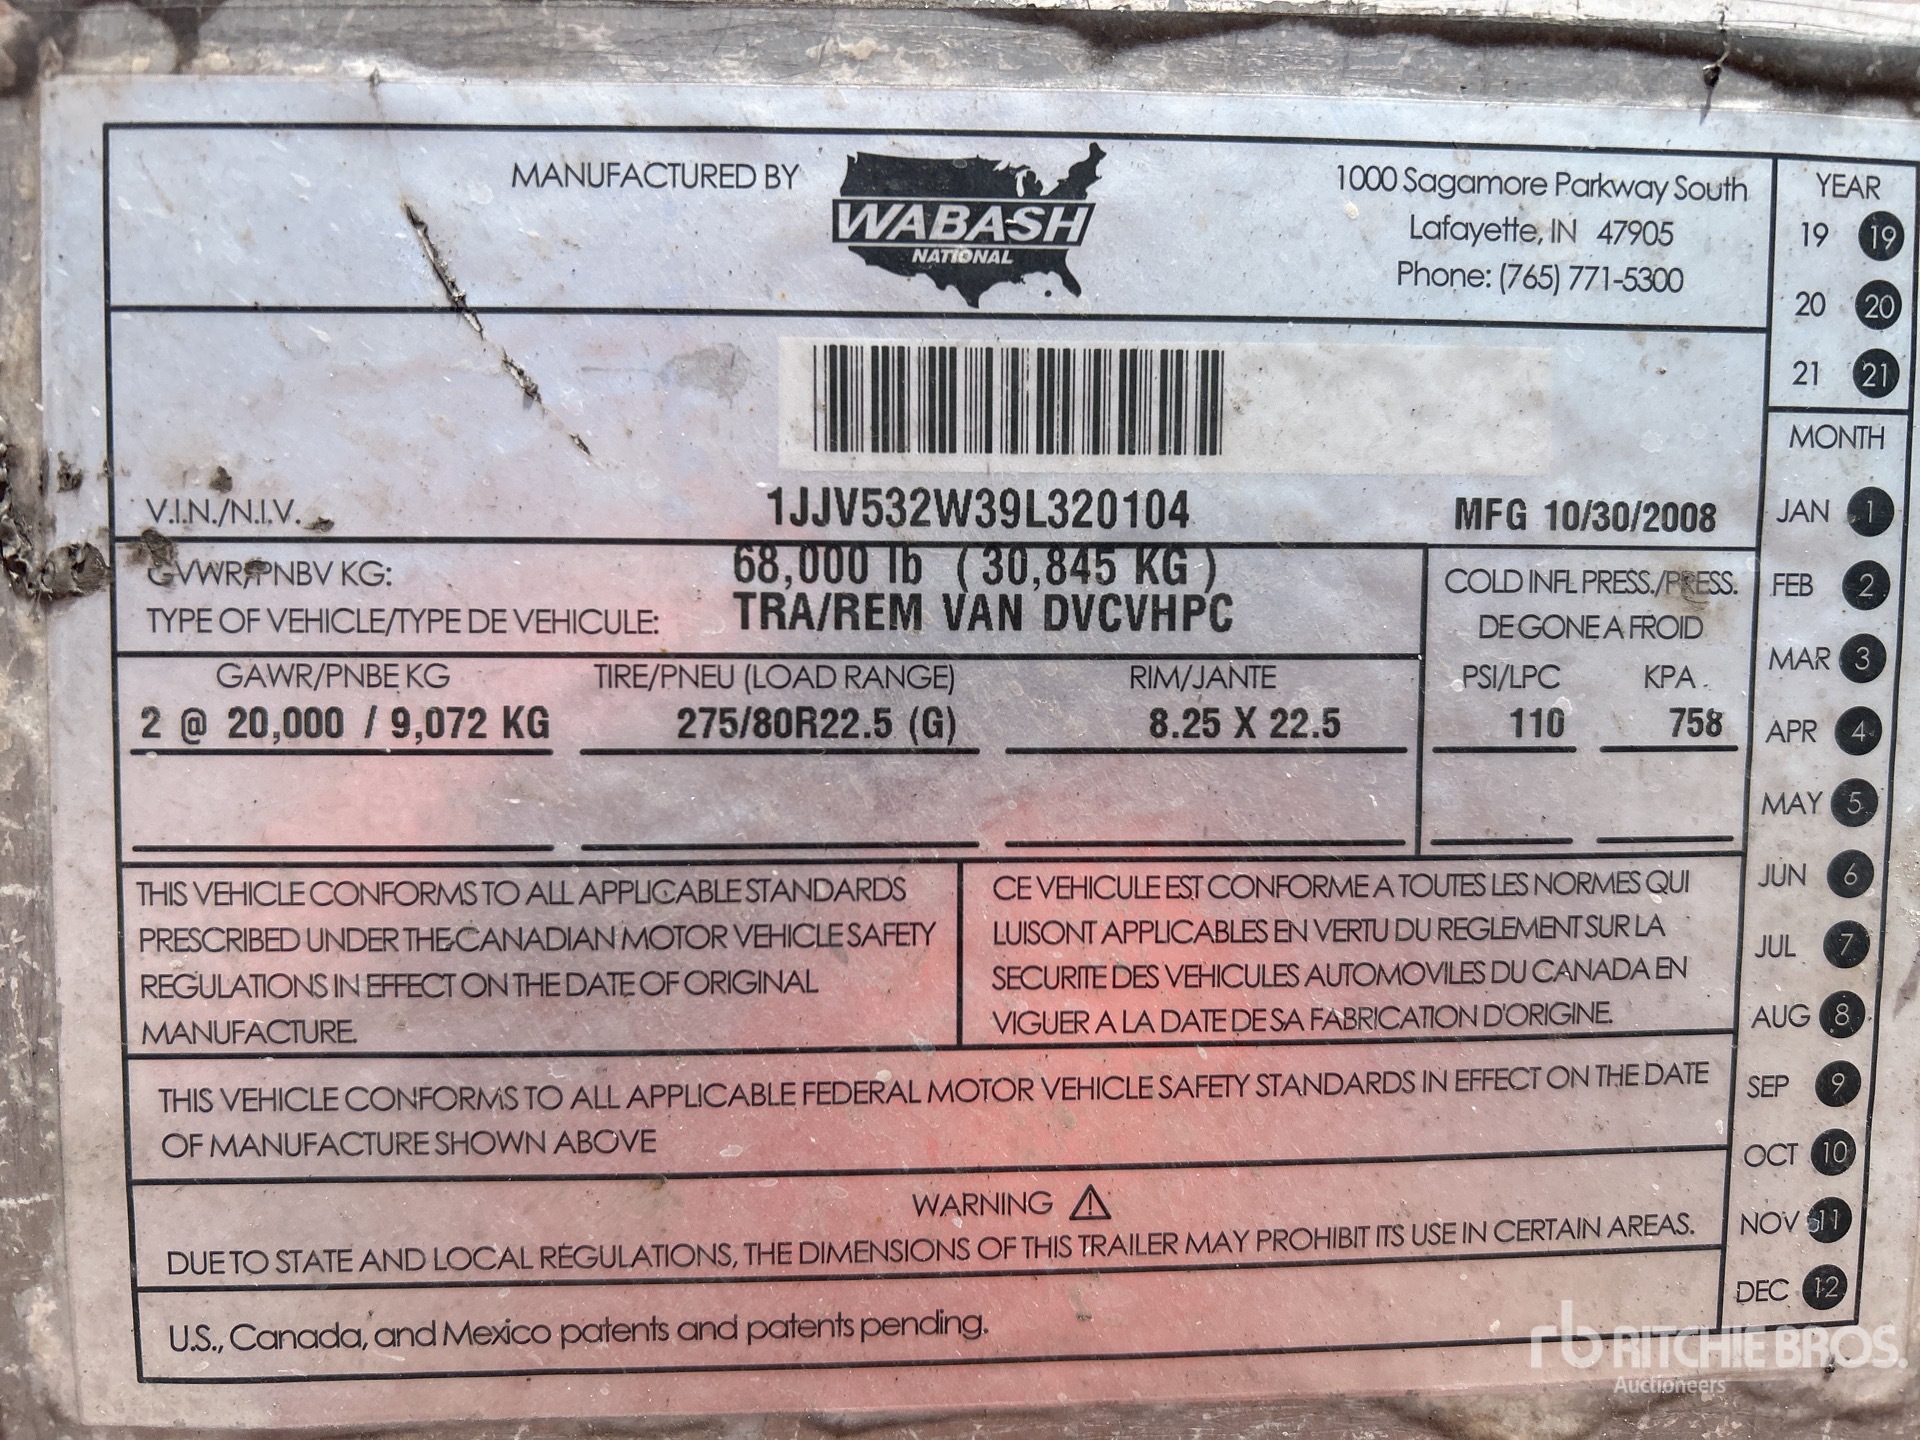 MANUFACTURED BY
WABASH
NATIONAL
1000 Sagamore Parkway South
Lafayette, IN 47905
Phone: (765) 771-5300
V.I.N./N.I.V. 1JJV532W39L320104 MFG 10/30/2008
GVWR/PNBV KG: 68,000 lb (30,845 KG)
TYPE OF VEHICLE/TYPE DE VEHICULE: TRA/REM VAN DVCVHPC
COLD INFL PRESS./PRESS.
DE GONE A FROID
GAWR/PNBE KG TIRE/PNEU (LOAD RANGE) RIM/JANTE PSI/LPC KPA
2 @ 20,000 / 9,072 KG 275/80R22.5 (G) 8.25 X 22.5 110 758
THIS VEHICLE CONFORMS TO ALL APPLICABLE STANDARDS
PRESCRIBED UNDER THE CANADIAN MOTOR VEHICLE SAFETY
REGULATIONS IN EFFECT ON THE DATE OF ORIGINAL
MANUFACTURE.
CE VEHICULE EST CONFORME A TOUTES LES NORMES QUI
LUISONT APPLICABLES EN VERTU DU REGLEMENT SUR LA
SECURITE DES VEHICULES AUTOMOVILES DU CANADA EN
VIGUER A LA DATE DE SA FABRICATION D'ORIGINE.
THIS VEHICLE CONFORMS TO ALL APPLICABLE FEDERAL MOTOR VEHICLE SAFETY STANDARDS IN EFFECT ON THE DATE
OF MANUFACTURE SHOWN ABOVE
WARNING
DUE TO STATE AND LOCAL REGULATIONS, THE DIMENSIONS OF THIS TRAILER MAY PROHIBIT ITS USE IN CERTAIN AREAS.
U.S., Canada, and Mexico patents and patents pending.
YEAR
19 19
20 20
21 21
MONTH
JAN 1
FEB 2
MAR 3
APR 4
MAY 5
JUN 6
JUL 7
AUG 8
SEP 9
OCT 10
NOV 11
DEC 12
rb RITCHIE BROS.
Auctioneers